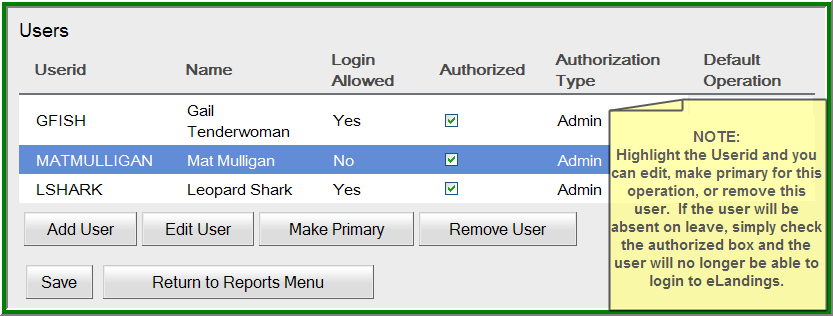 Users
Userid Name Login Allowed Authorized Authorization Type Default Operation
GFISH Gail Tenderwoman Yes Admin
MATMULLIGAN Mat Mulligan No Admin
LSHARK Leopard Shark Yes Admin
Add User Edit User Make Primary Remove User
Save Return to Reports Menu
NOTE:
Highlight the Userid and you
can edit, make primary for this
operation, or remove this
user. If the user will be
absent on leave, simply check
the authorized box and the
user will no longer be able to
login to eLandings.